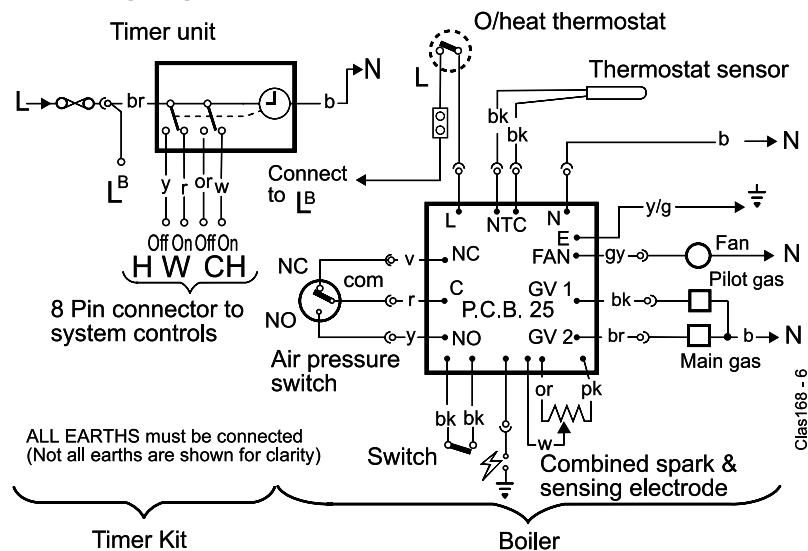 O/heat thermostat
Timer unit
Thermostat sensor
L
br
b
N
L
bk
bk
b
N
L^B
y
r
or
w
Connect
to L^B
y/g
Off On Off On
H W CH
8 Pin connector to
system controls
L
NTC
N
E
FAN
gy
Fan
N
Pilot gas
NC
com
v
NC
C
r
P.C.B. 25
GV 1
bk
NO
y
NO
GV 2
br
b
N
Main gas
Air pressure
switch
or
pk
bk
bk
w
Switch
Combined spark &
sensing electrode
ALL EARTHS must be connected
(Not all earths are shown for clarity)
Timer Kit
Boiler
Clas168 - 6